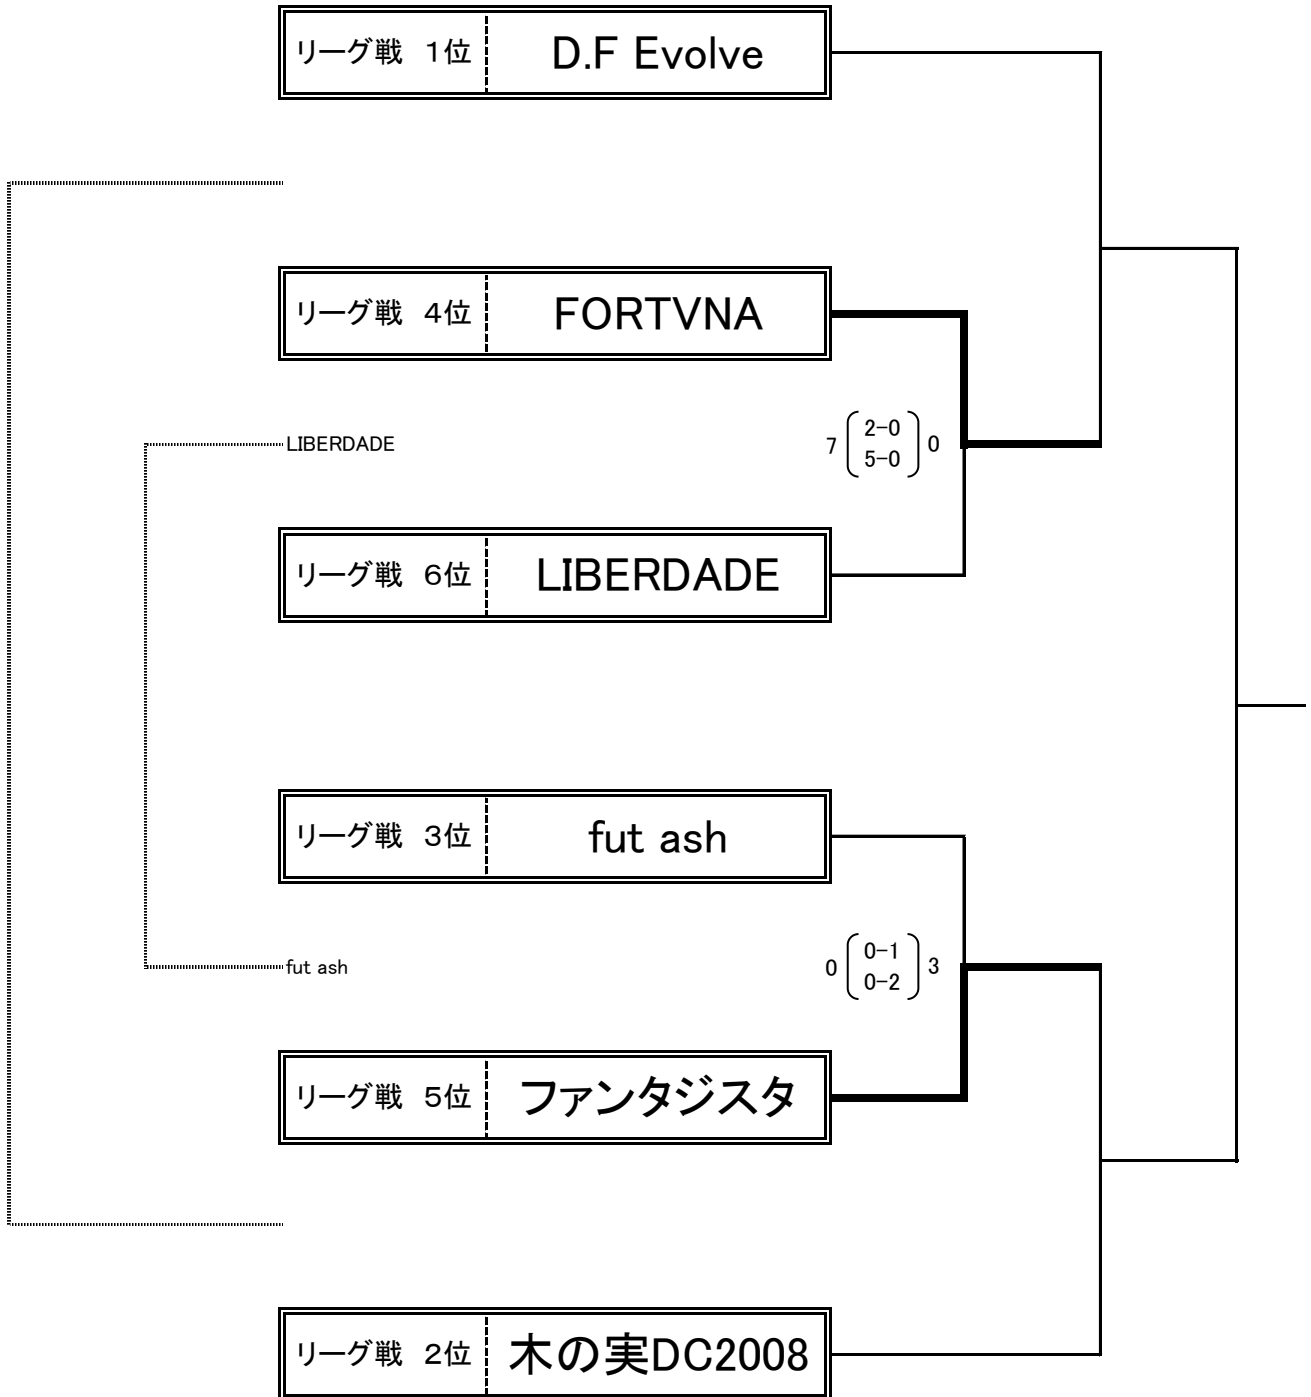 リーグ戦　１位　D.F Evolve
リーグ戦　４位　FORTVNA
LIBERDADE
7 2-0 0
5-0
リーグ戦　６位　LIBERDADE
リーグ戦　３位　fut ash
fut ash
0 0-1 3
0-2
リーグ戦　５位　ファンタジスタ
リーグ戦　２位　木の実DC2008